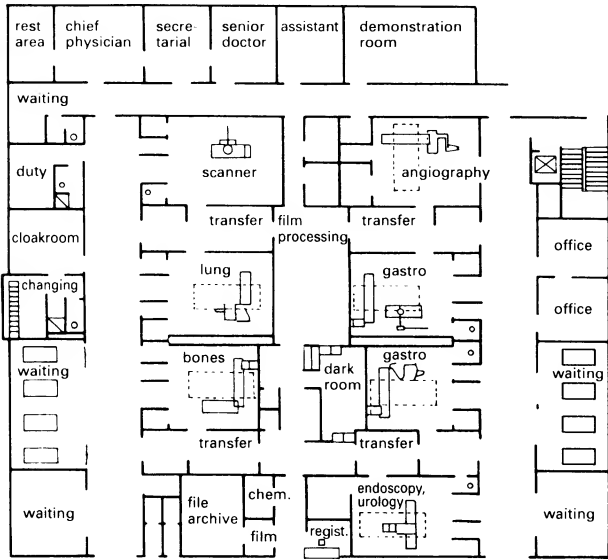 rest
area
chief
physician
secre-
tarial
senior
doctor
assistant
demonstration
room
waiting
duty
scanner
angiography
transfer
film
processing
transfer
cloakroom
office
changing
lung
gastro
office
waiting
bones
dark
room
gastro
waiting
transfer
transfer
waiting
file
archive
chem.
film
regist.
endoscopy,
urology
waiting